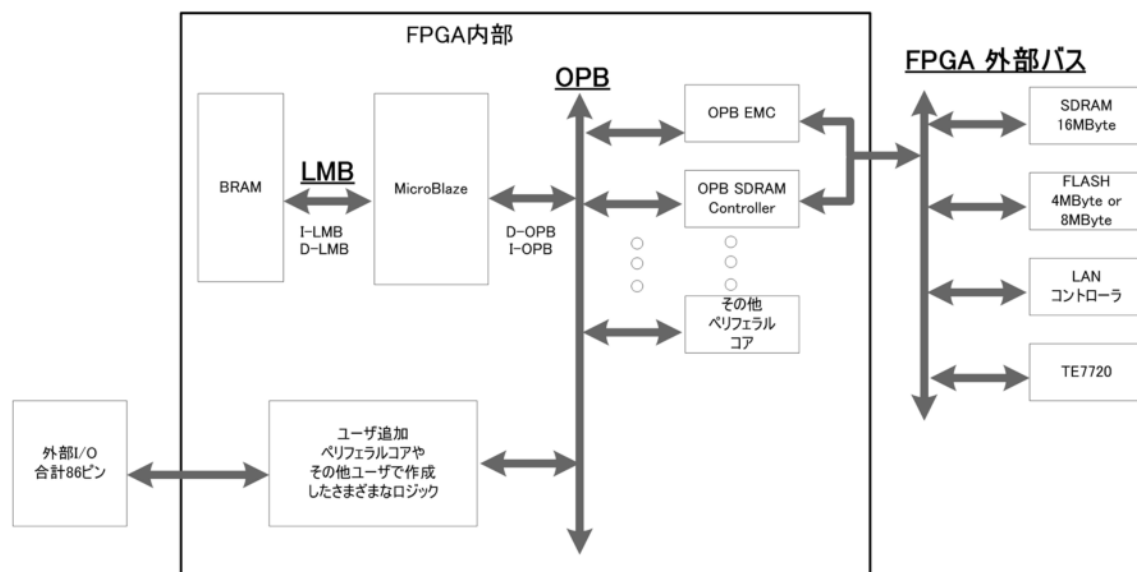 FPGA内部
OPB
FPGA 外部バス
BRAM
LMB
I-LMB
D-LMB
MicroBlaze
D-OPB
I-OPB
OPB EMC
OPB SDRAM
Controller
その他
ペリフェラル
コア
SDRAM
16MByte
FLASH
4MByte or
8MByte
LAN
コントローラ
TE7720
外部I/O
合計86ピン
ユーザ追加
ペリフェラルコアや
その他ユーザで作成
したさまざまなロジック